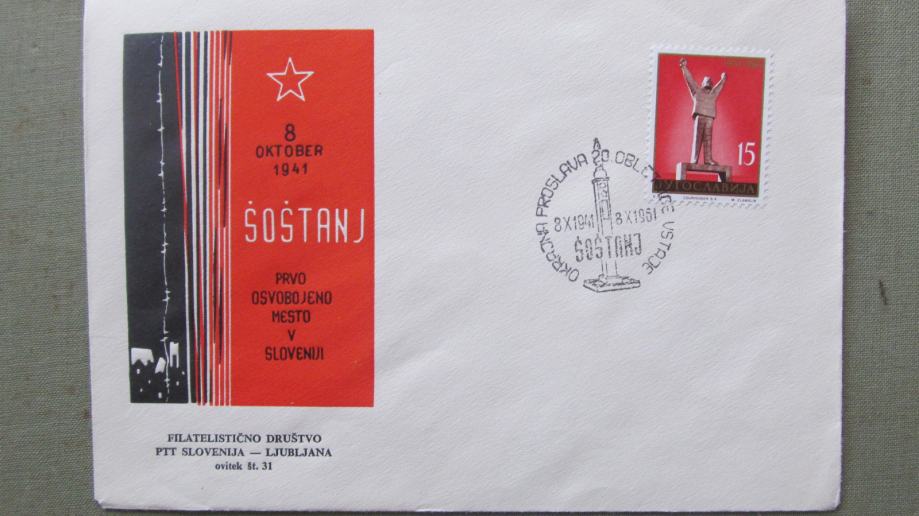 8
OKTOBER
1941
ŠOŠTANJ
PRVO
OSVOBOJENO
MESTO
V
SLOVENIJI
FILATELISTIČNO DRUŠTVO
PTT SLOVENIJA — LJUBLJANA
ovitek št. 31
15
ЈУГОСЛАВИЈА
OKRAJNA PROSLAVA 20. OBLETNICE VSTAJE
8 X 1941 8 X 1961
ŠOŠTANJ